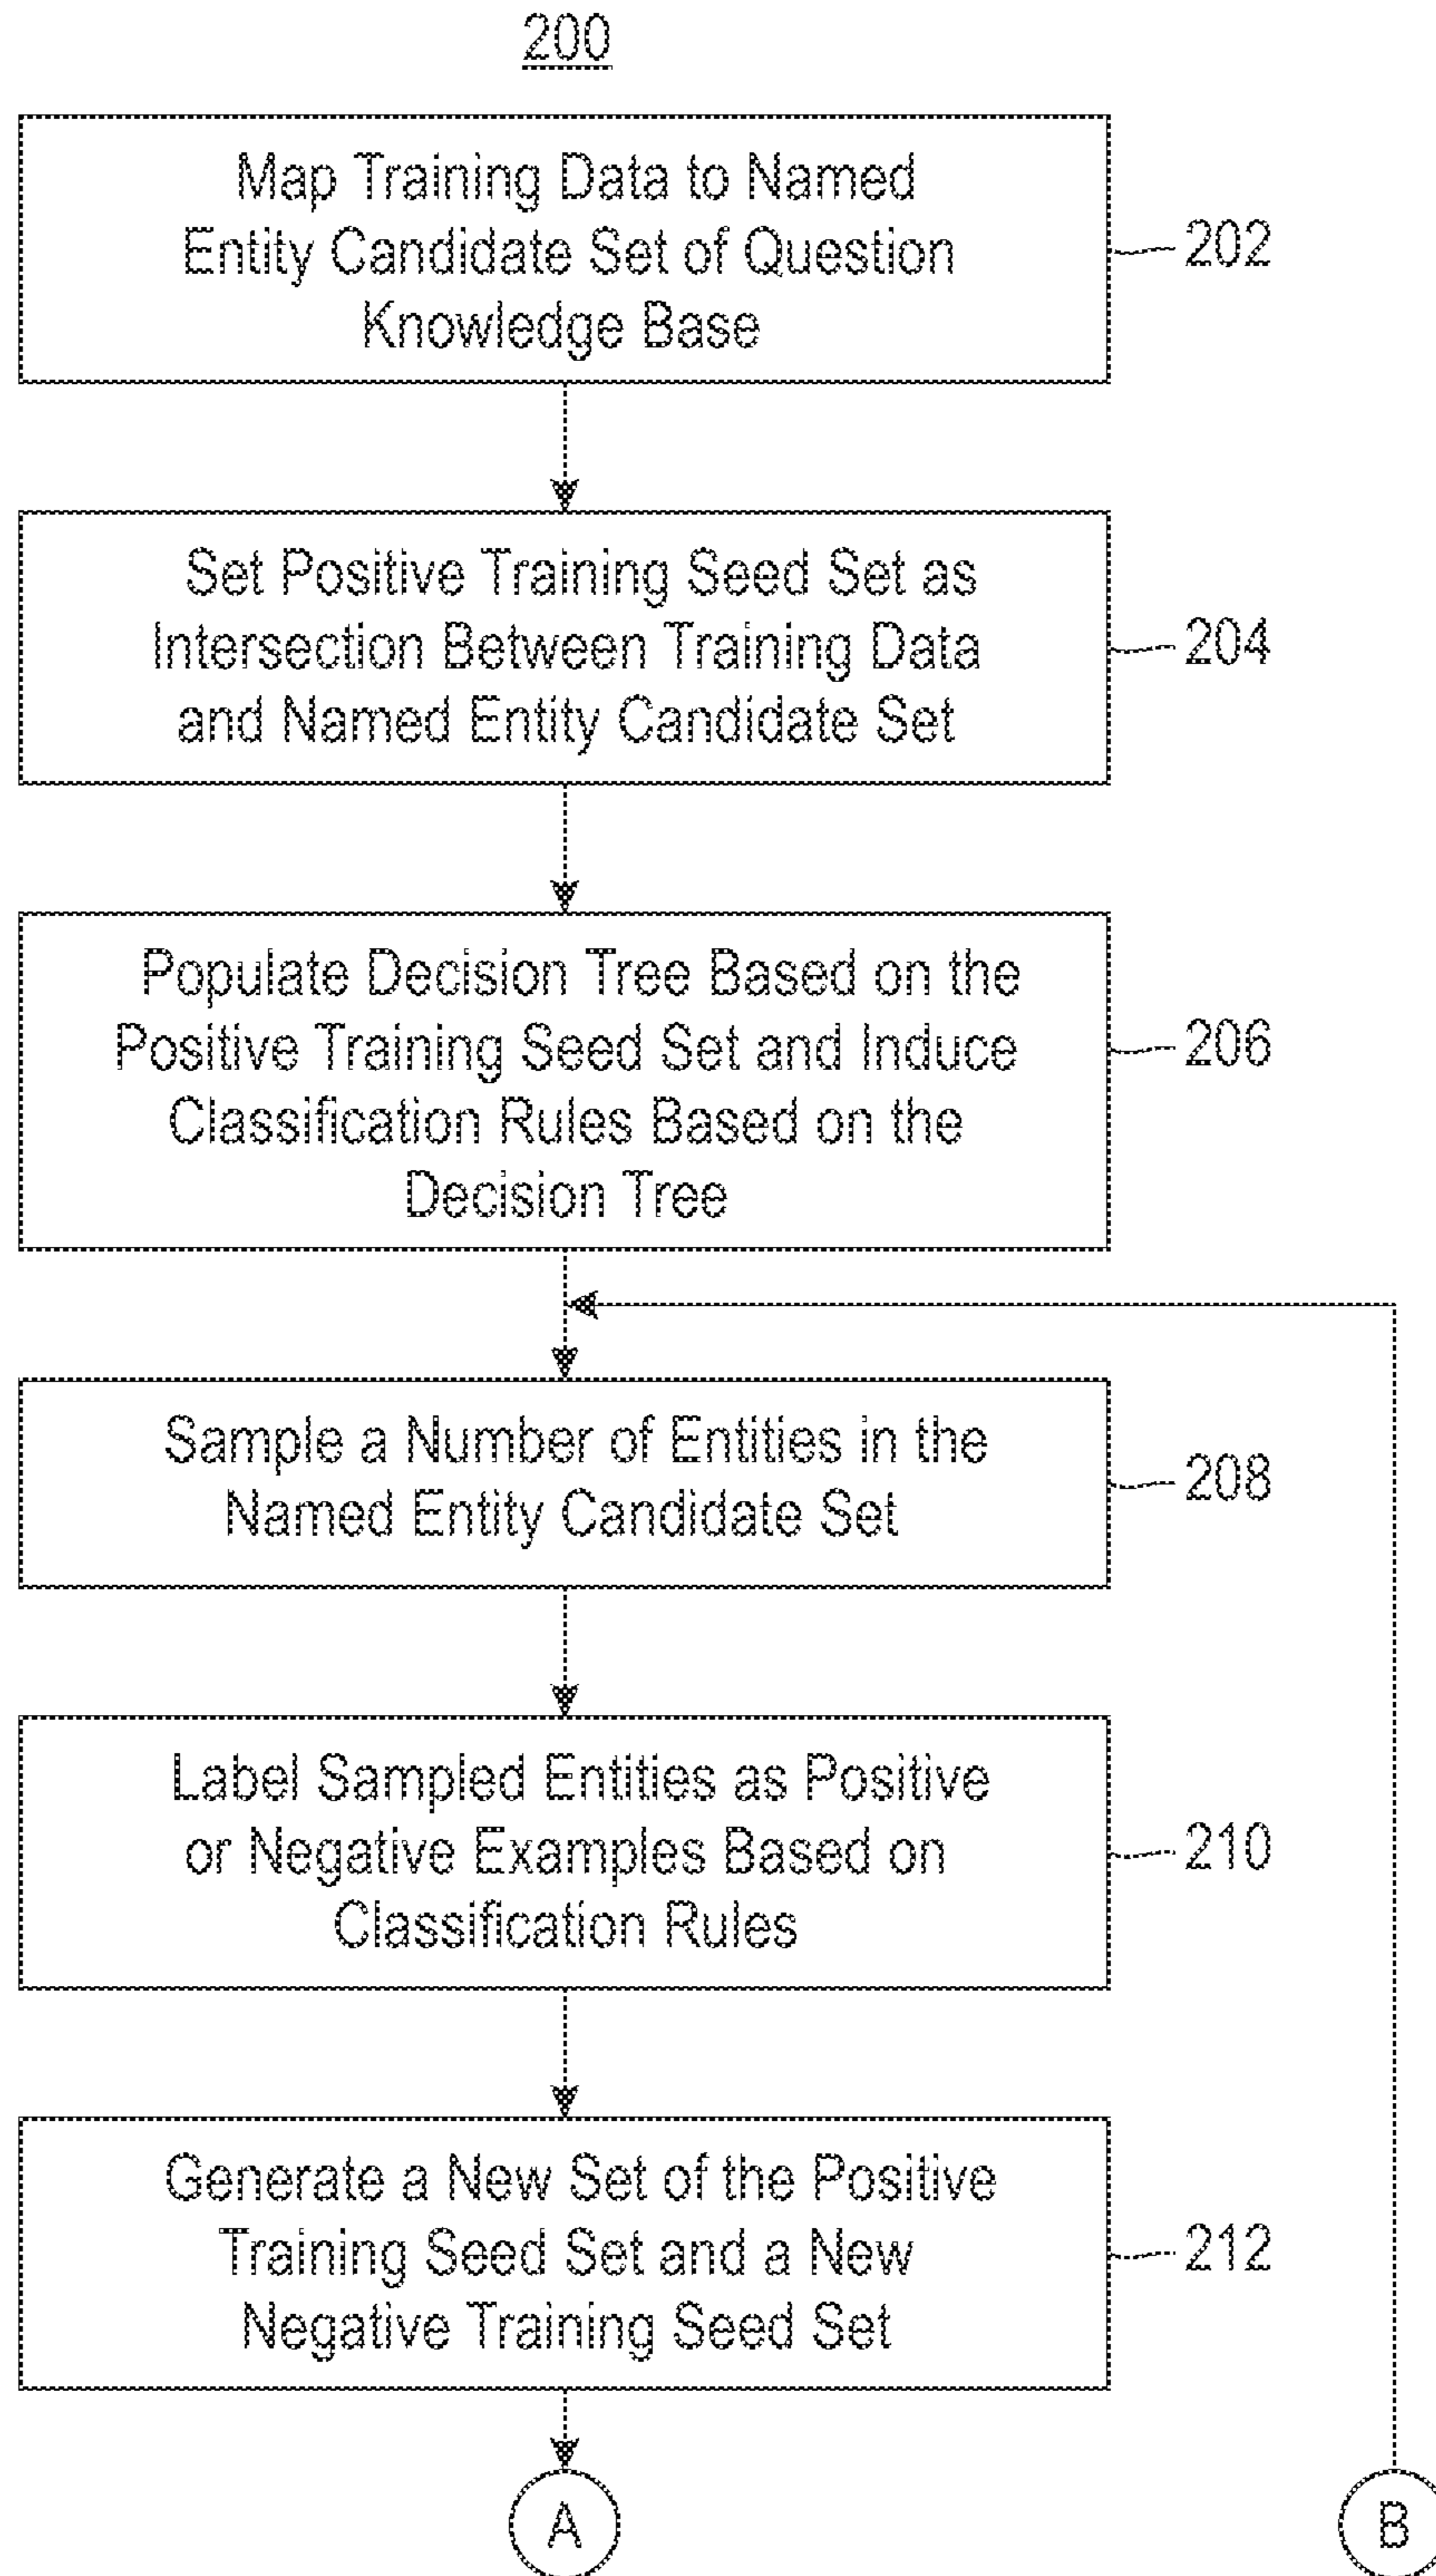 200
Map Training Data to Named
Entity Candidate Set of Question
Knowledge Base
202
Set Positive Training Seed Set as
Intersection Between Training Data
and Named Entity Candidate Set
204
Populate Decision Tree Based on the
Positive Training Seed Set and Induce
Classification Rules Based on the
Decision Tree
206
Sample a Number of Entities in the
Named Entity Candidate Set
208
Label Sampled Entities as Positive
or Negative Examples Based on
Classification Rules
210
Generate a New Set of the Positive
Training Seed Set and a New
Negative Training Seed Set
212
A
B